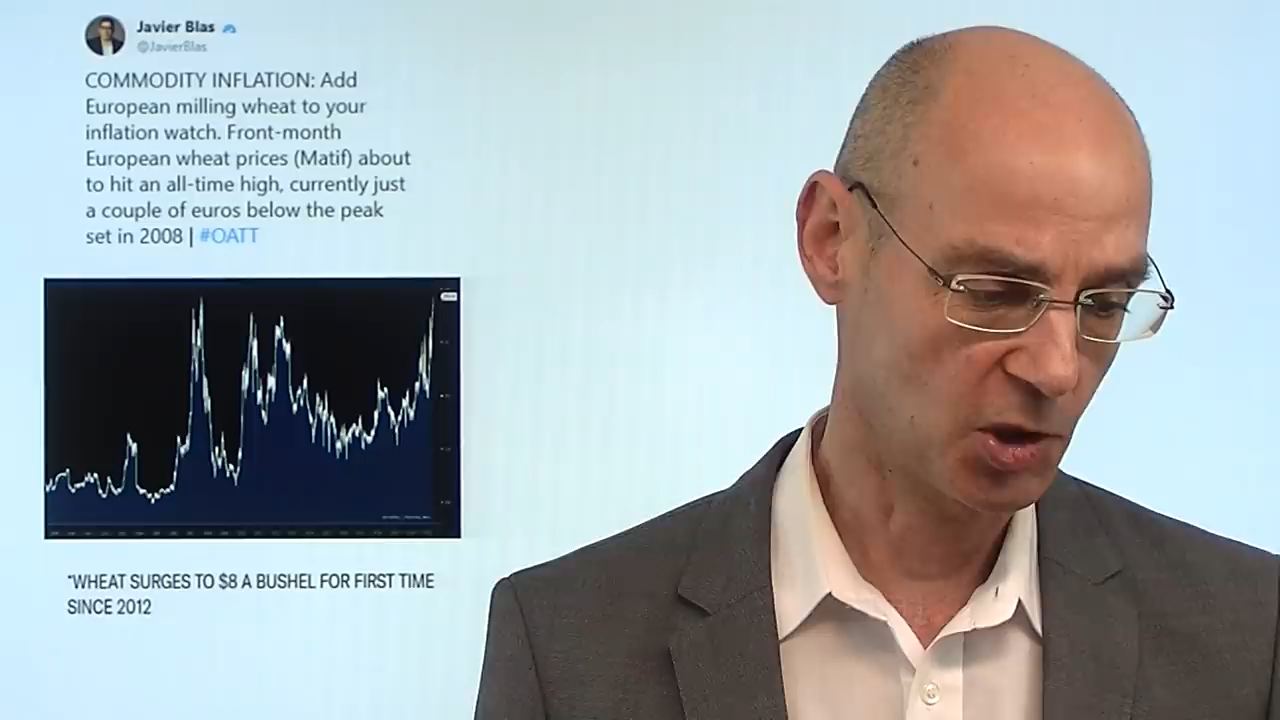 Javier Blas
@JavierBlas
COMMODITY INFLATION: Add
European milling wheat to your
inflation watch. Front-month
European wheat prices (Matif) about
to hit an all-time high, currently just
a couple of euros below the peak
set in 2008 | #OATT
*WHEAT SURGES TO $8 A BUSHEL FOR FIRST TIME
SINCE 2012